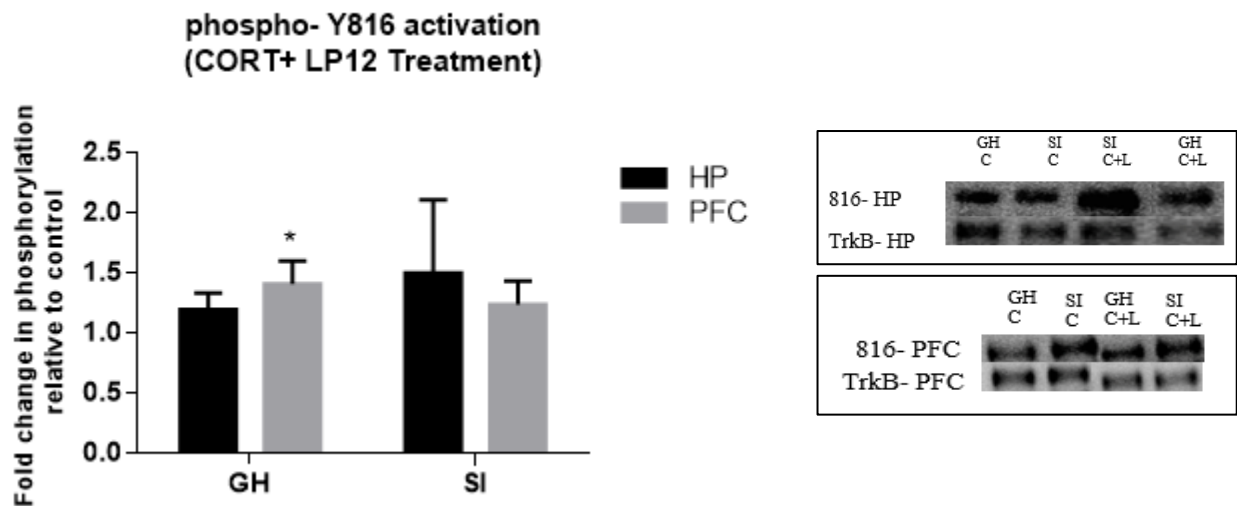 phospho- Y816 activation
(CORT+ LP12 Treatment)
Fold change in phosphorylation
relative to control
2.5
2.0
1.5
1.0
0.5
0.0
*
GH SI
HP
PFC
GH SI SI GH
C C C+L C+L
816- HP
TrkB- HP
GH SI GH SI
C C C+L C+L
816- PFC
TrkB- PFC